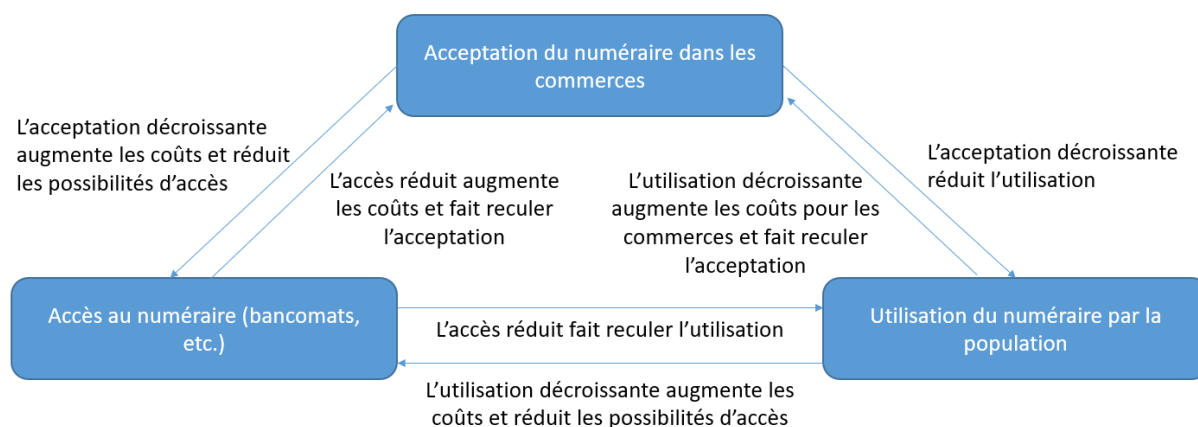 Acceptation du numéraire dans les
commerces
L’acceptation décroissante
augmente les coûts et réduit
les possibilités d’accès
L’accès réduit augmente
les coûts et fait reculer
l’acceptation
L’utilisation décroissante
augmente les coûts pour les
commerces et fait reculer
l’acceptation
L’acceptation décroissante
réduit l’utilisation
Accès au numéraire (bancomats,
etc.)
L’accès réduit fait reculer l’utilisation
Utilisation du numéraire par la
population
L’utilisation décroissante augmente les
coûts et réduit les possibilités d’accès